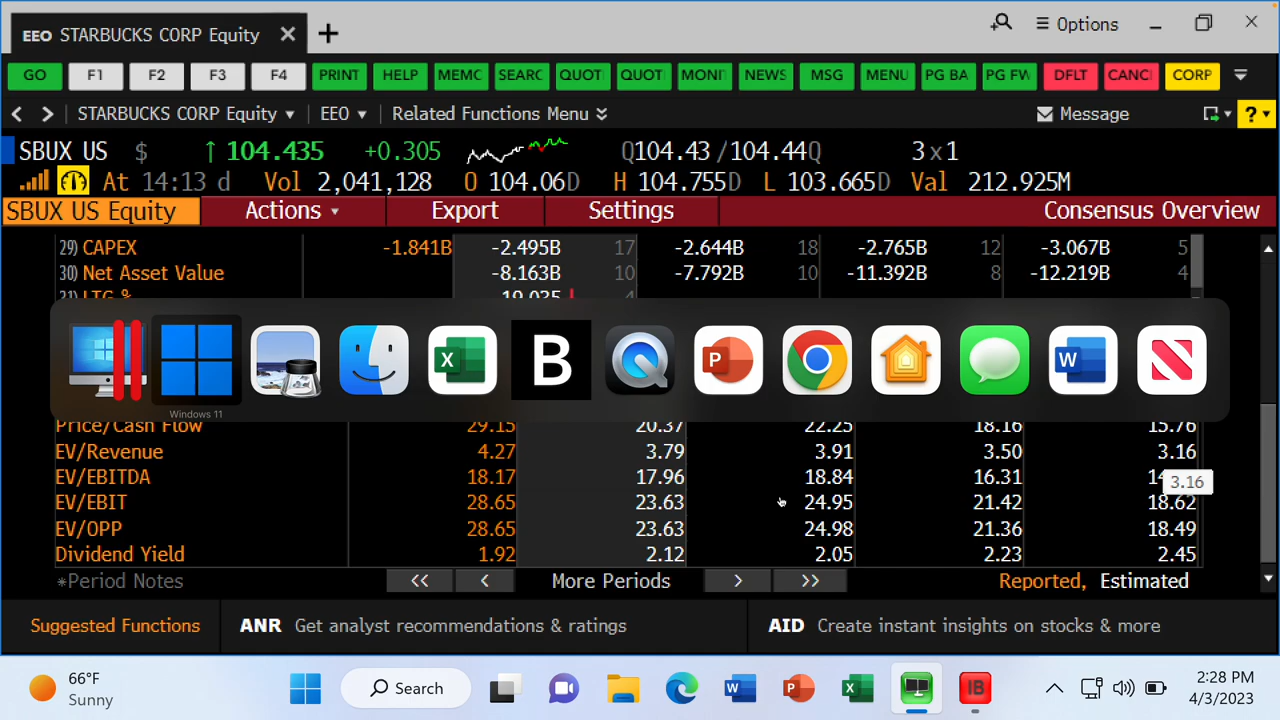 EEO STARBUCKS CORP Equity
Options
GO F1 F2 F3 F4 PRINT HELP MEMC SEARC QUOTI QUOTI MONI NEWS MSG MENU PG BA PG FW DFLT CANCI CORP
STARBUCKS CORP Equity EEO Related Functions Menu Message ?
SBUX US $ ↑ 104.435 +0.305 Q104.43 /104.44Q 3 x 1
At 14:13 d Vol 2,041,128 O 104.06D H 104.755D L 103.665D Val 212.925M
SBUX US Equity Actions Export Settings Consensus Overview
29) CAPEX -1.841B -2.495B 17 -2.644B 18 -2.765B 12 -3.067B 5
30) Net Asset Value -8.163B 10 -7.792B 10 -11.392B 8 -12.219B 4
X B P W N
Windows 11
Price/Cash Flow 29.15 20.37 22.25 18.16 15.76
EV/Revenue 4.27 3.79 3.91 3.50 3.16
EV/EBITDA 18.17 17.96 18.84 16.31
3.16
EV/EBIT 28.65 23.63 24.95 21.42 18.62
EV/OPP 28.65 23.63 24.98 21.36 18.49
Dividend Yield 1.92 2.12 2.05 2.23 2.45
*Period Notes << < More Periods > >> Reported, Estimated
Suggested Functions ANR Get analyst recommendations & ratings AID Create instant insights on stocks & more
66°F
Sunny
Search
W P X IB
2:28 PM
4/3/2023